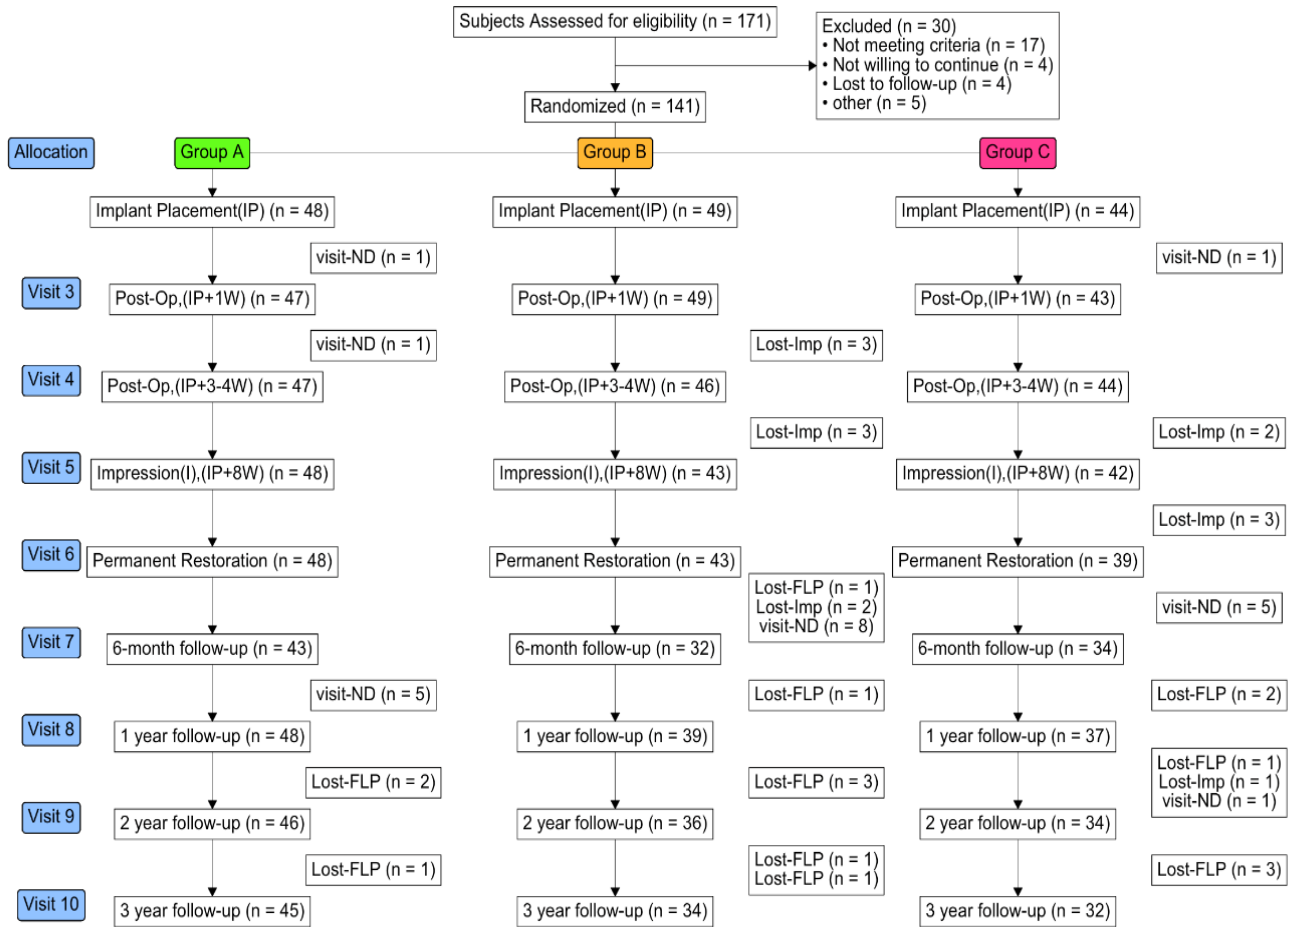 Subjects Assessed for eligibility (n = 171)
Excluded (n = 30)
• Not meeting criteria (n = 17)
• Not willing to continue (n = 4)
• Lost to follow-up (n = 4)
• other (n = 5)
Randomized (n = 141)
Allocation
Group A
Group B
Group C
Implant Placement(IP) (n = 48)
Implant Placement(IP) (n = 49)
Implant Placement(IP) (n = 44)
visit-ND (n = 1)
visit-ND (n = 1)
Visit 3
Post-Op,(IP+1W) (n = 47)
Post-Op,(IP+1W) (n = 49)
Post-Op,(IP+1W) (n = 43)
visit-ND (n = 1)
Lost-Imp (n = 3)
Visit 4
Post-Op,(IP+3-4W) (n = 47)
Post-Op,(IP+3-4W) (n = 46)
Post-Op,(IP+3-4W) (n = 44)
Lost-Imp (n = 3)
Lost-Imp (n = 2)
Visit 5
Impression(I),(IP+8W) (n = 48)
Impression(I),(IP+8W) (n = 43)
Impression(I),(IP+8W) (n = 42)
Lost-Imp (n = 3)
Visit 6
Permanent Restoration (n = 48)
Permanent Restoration (n = 43)
Permanent Restoration (n = 39)
Lost-FLP (n = 1)
Lost-Imp (n = 2)
visit-ND (n = 8)
visit-ND (n = 5)
Visit 7
6-month follow-up (n = 43)
6-month follow-up (n = 32)
6-month follow-up (n = 34)
visit-ND (n = 5)
Lost-FLP (n = 1)
Lost-FLP (n = 2)
Visit 8
1 year follow-up (n = 48)
1 year follow-up (n = 39)
1 year follow-up (n = 37)
Lost-FLP (n = 2)
Lost-FLP (n = 3)
Lost-FLP (n = 1)
Lost-Imp (n = 1)
visit-ND (n = 1)
Visit 9
2 year follow-up (n = 46)
2 year follow-up (n = 36)
2 year follow-up (n = 34)
Lost-FLP (n = 1)
Lost-FLP (n = 1)
Lost-FLP (n = 1)
Lost-FLP (n = 3)
Visit 10
3 year follow-up (n = 45)
3 year follow-up (n = 34)
3 year follow-up (n = 32)